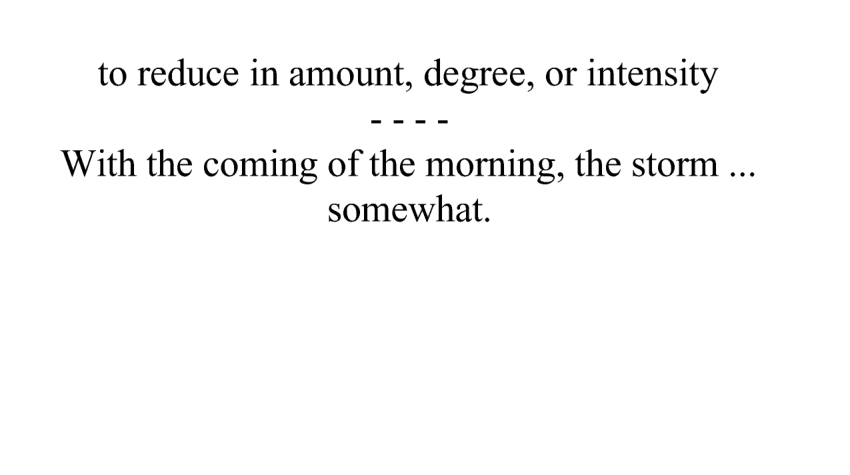 to reduce in amount, degree, or intensity
- - - -
With the coming of the morning, the storm ...
somewhat.